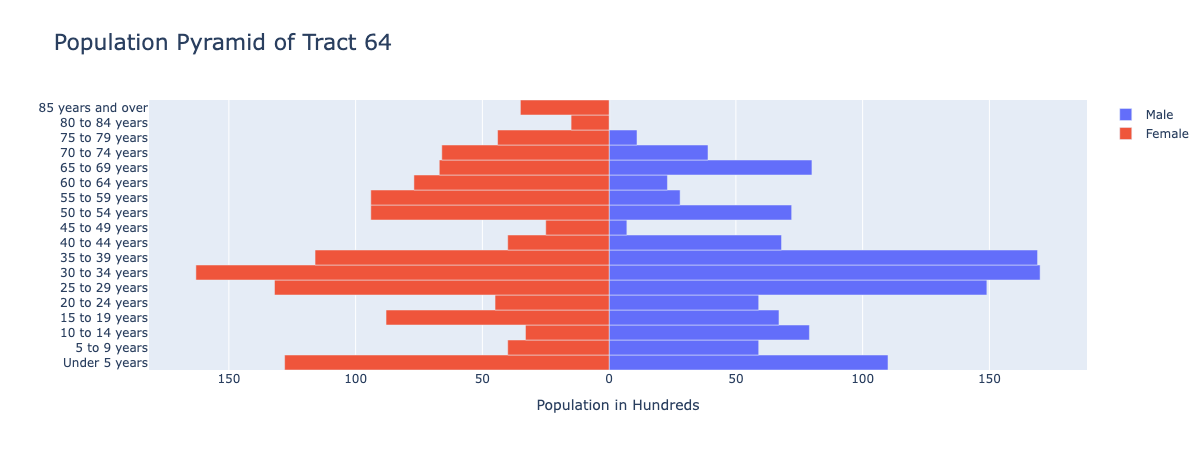 Population Pyramid of Tract 64
85 years and over
80 to 84 years
75 to 79 years
70 to 74 years
65 to 69 years
60 to 64 years
55 to 59 years
50 to 54 years
45 to 49 years
40 to 44 years
35 to 39 years
30 to 34 years
25 to 29 years
20 to 24 years
15 to 19 years
10 to 14 years
5 to 9 years
Under 5 years
150 100 50 0 50 100 150
Population in Hundreds
Male
Female